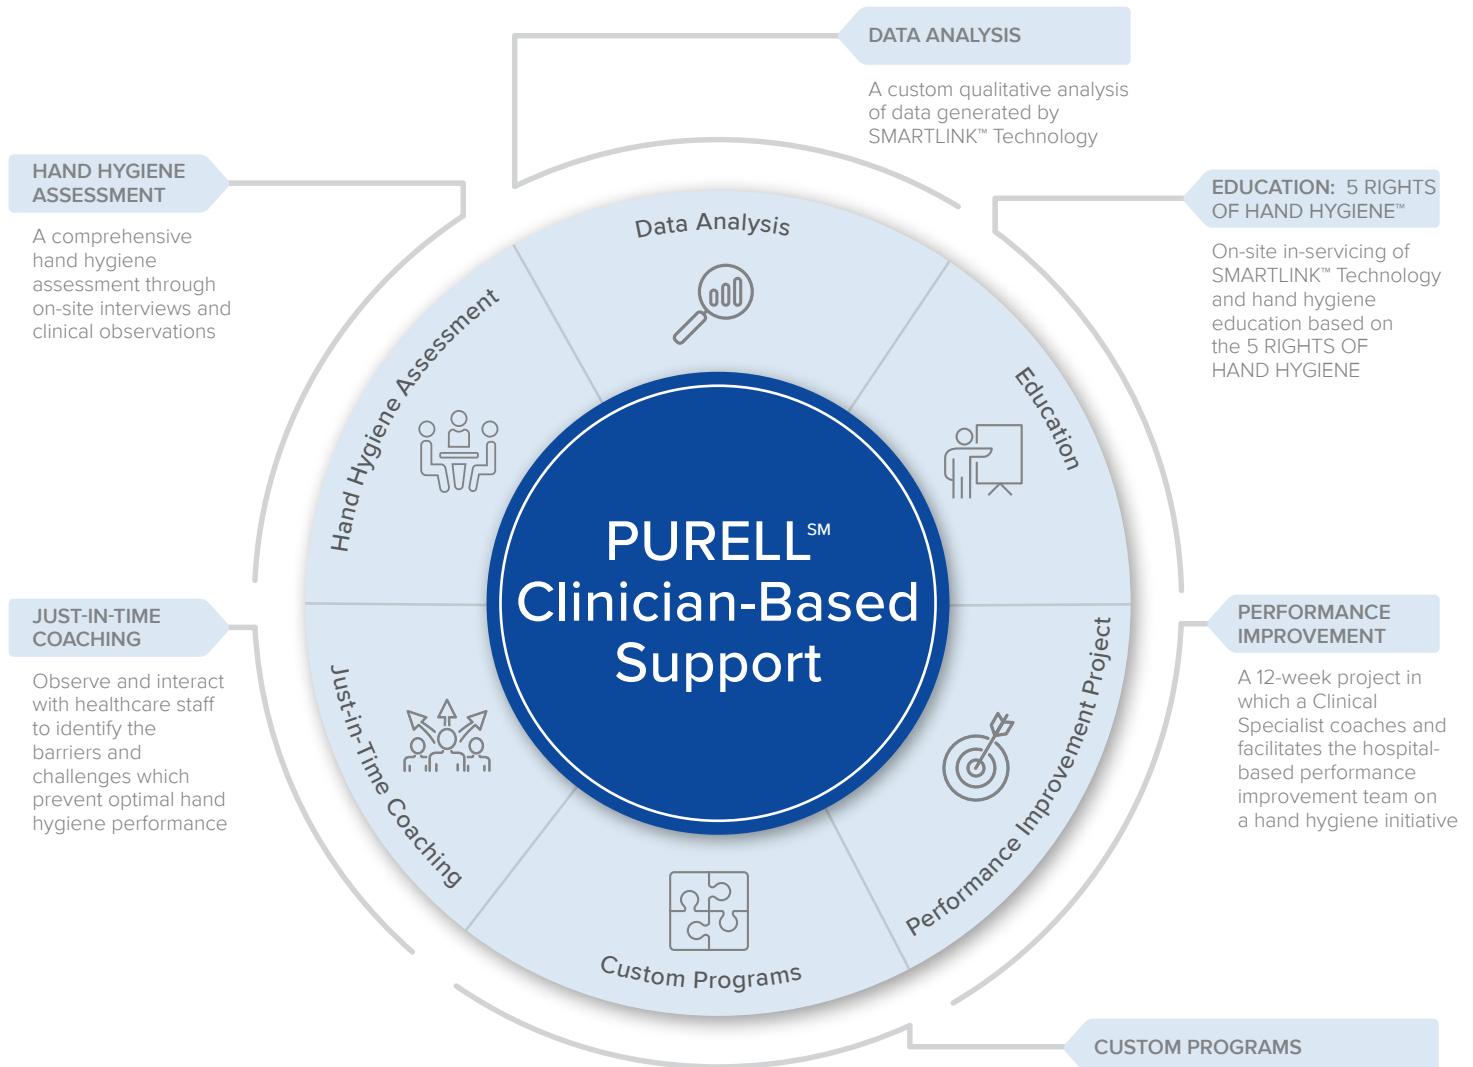 DATA ANALYSIS
A custom qualitative analysis
of data generated by
SMARTLINK™ Technology
HAND HYGIENE
ASSESSMENT
A comprehensive
hand hygiene
assessment through
on-site interviews and
clinical observations
EDUCATION: 5 RIGHTS
OF HAND HYGIENE™
On-site in-servicing of
SMARTLINK™ Technology
and hand hygiene
education based on
the 5 RIGHTS OF
HAND HYGIENE
Data Analysis
Hand Hygiene Assessment
Education
PURELL℠
Clinician-Based
Support
JUST-IN-TIME
COACHING
Observe and interact
with healthcare staff
to identify the
barriers and
challenges which
prevent optimal hand
hygiene performance
PERFORMANCE
IMPROVEMENT
A 12-week project in
which a Clinical
Specialist coaches and
facilitates the hospital-
based performance
improvement team on
a hand hygiene initiative
Just-in-Time Coaching
Performance Improvement Project
Custom Programs
CUSTOM PROGRAMS